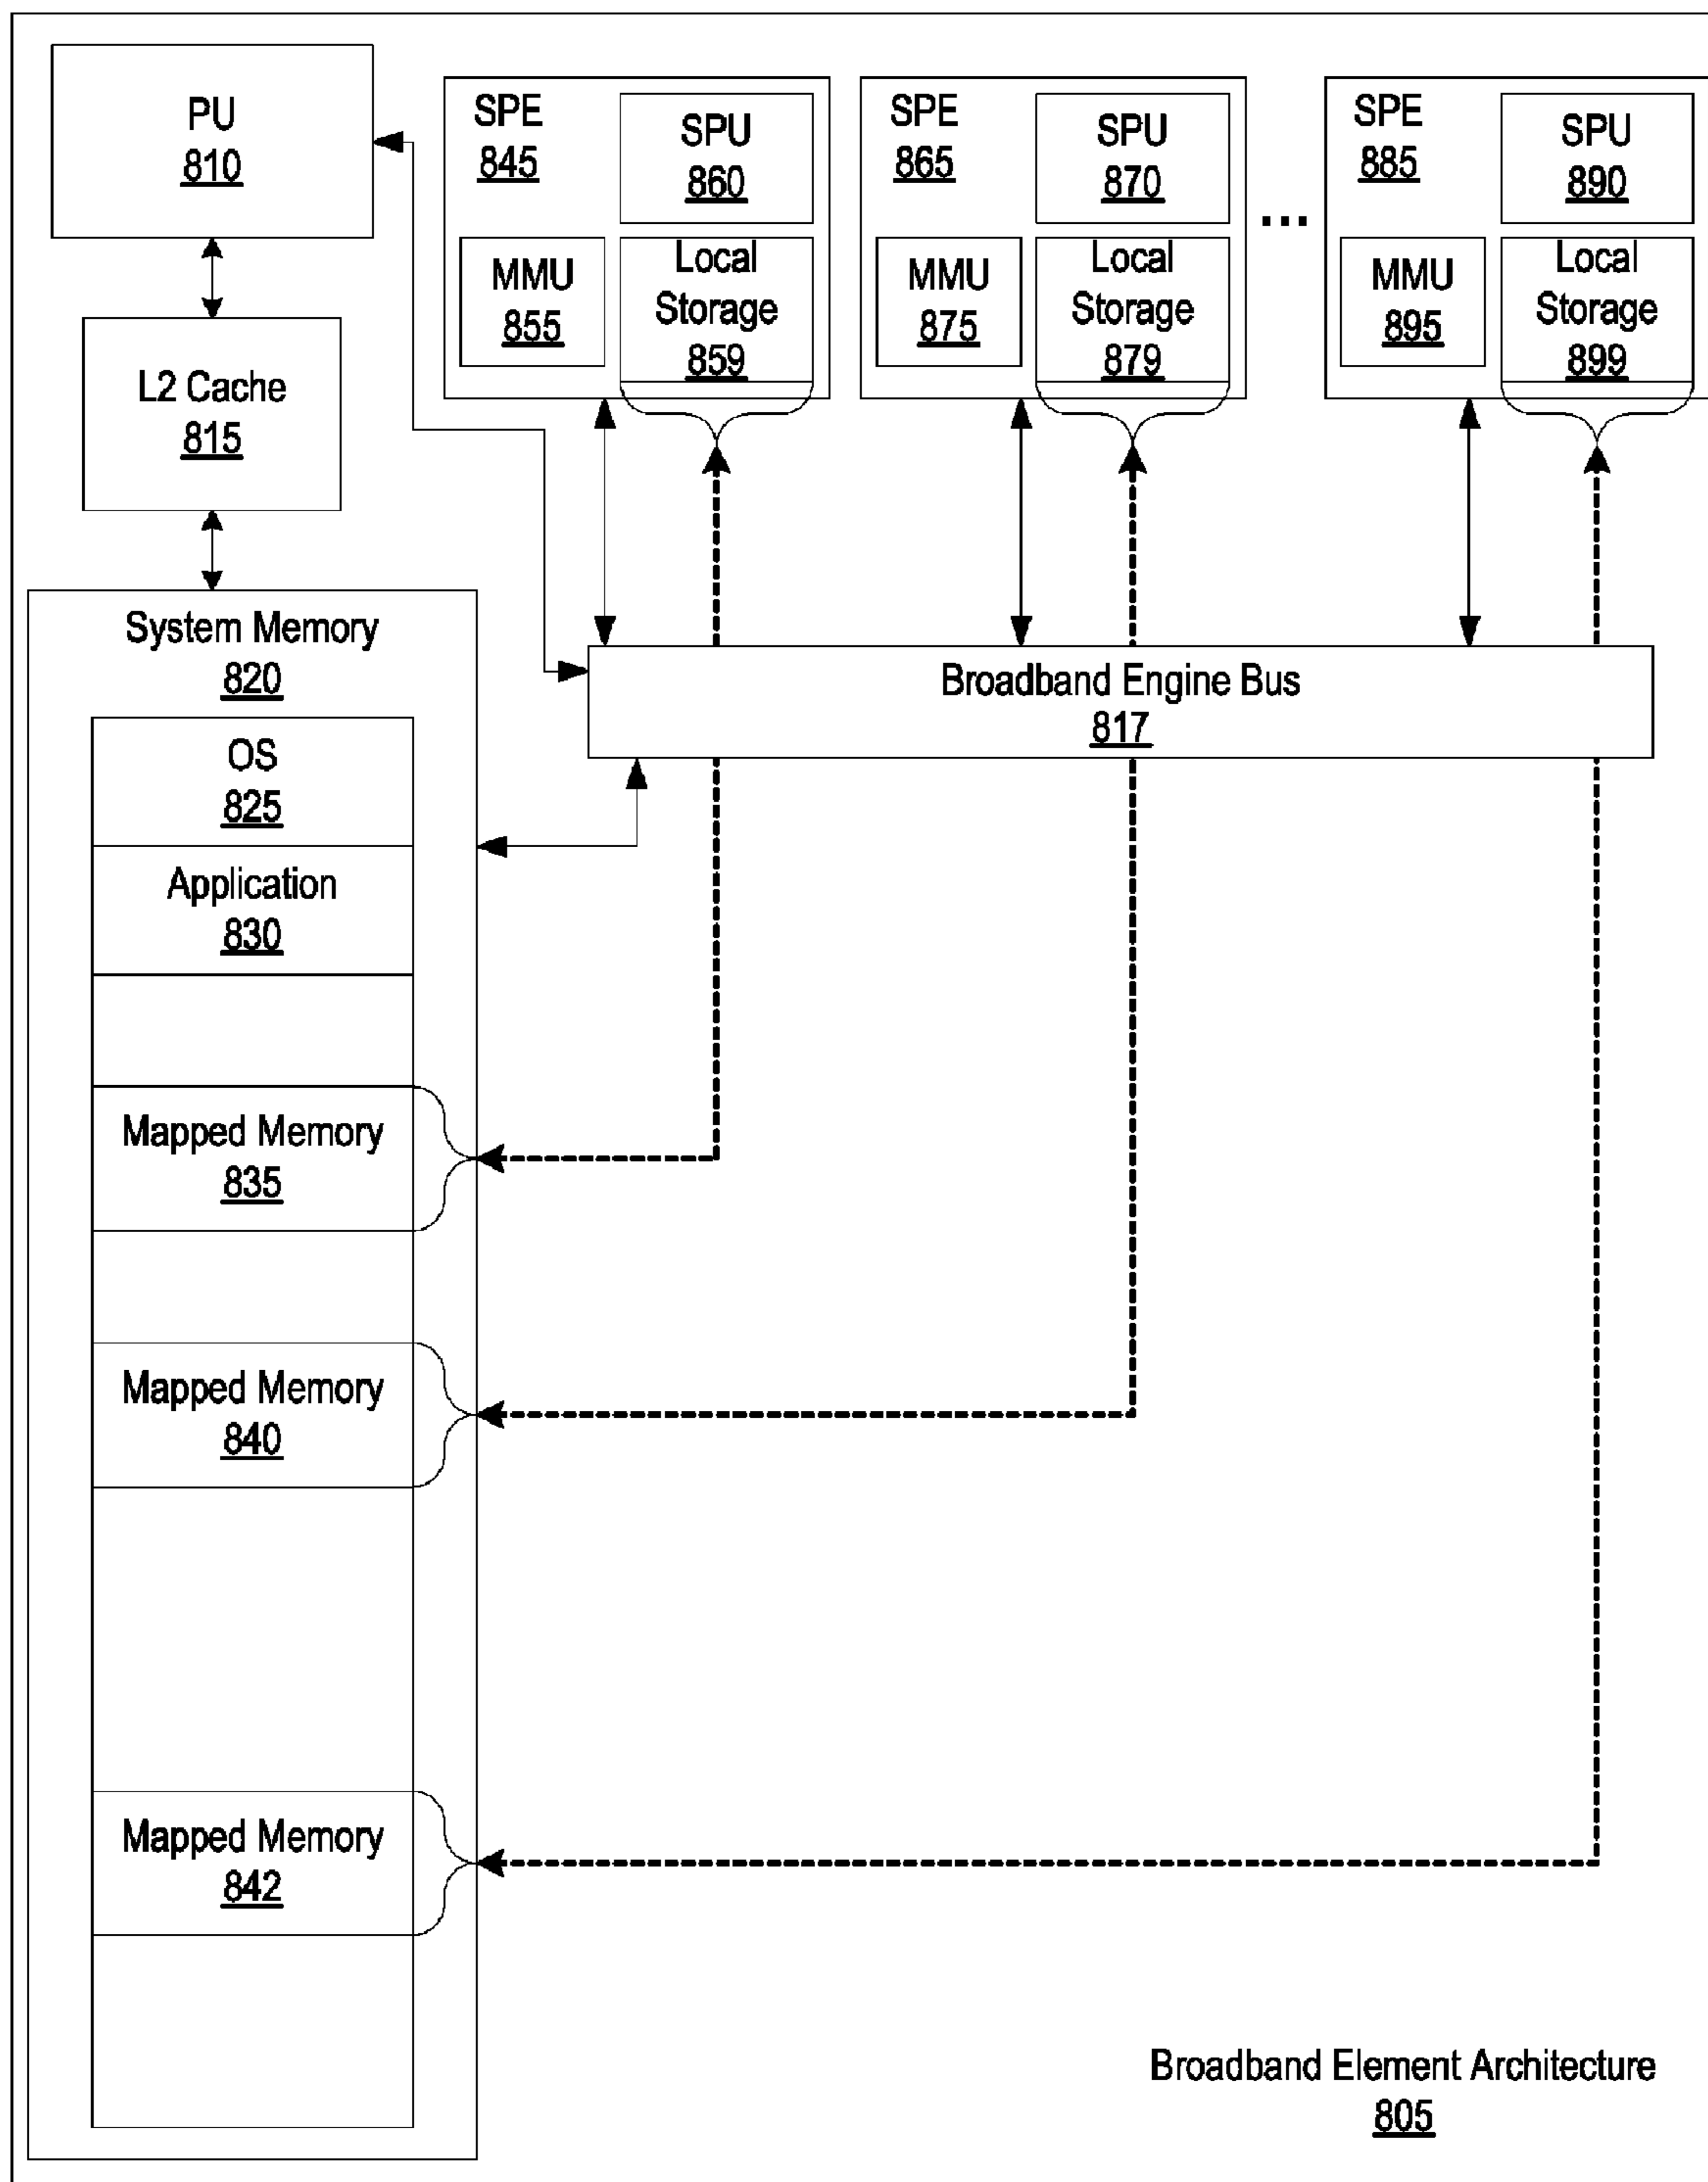 PU
810
L2 Cache
815
System Memory
820
OS
825
Application
830
Mapped Memory
835
Mapped Memory
840
Mapped Memory
842
SPE
845
SPU
860
MMU
855
Local
Storage
859
SPE
865
SPU
870
MMU
875
Local
Storage
879
...
SPE
885
SPU
890
MMU
895
Local
Storage
899
Broadband Engine Bus
817
Broadband Element Architecture
805